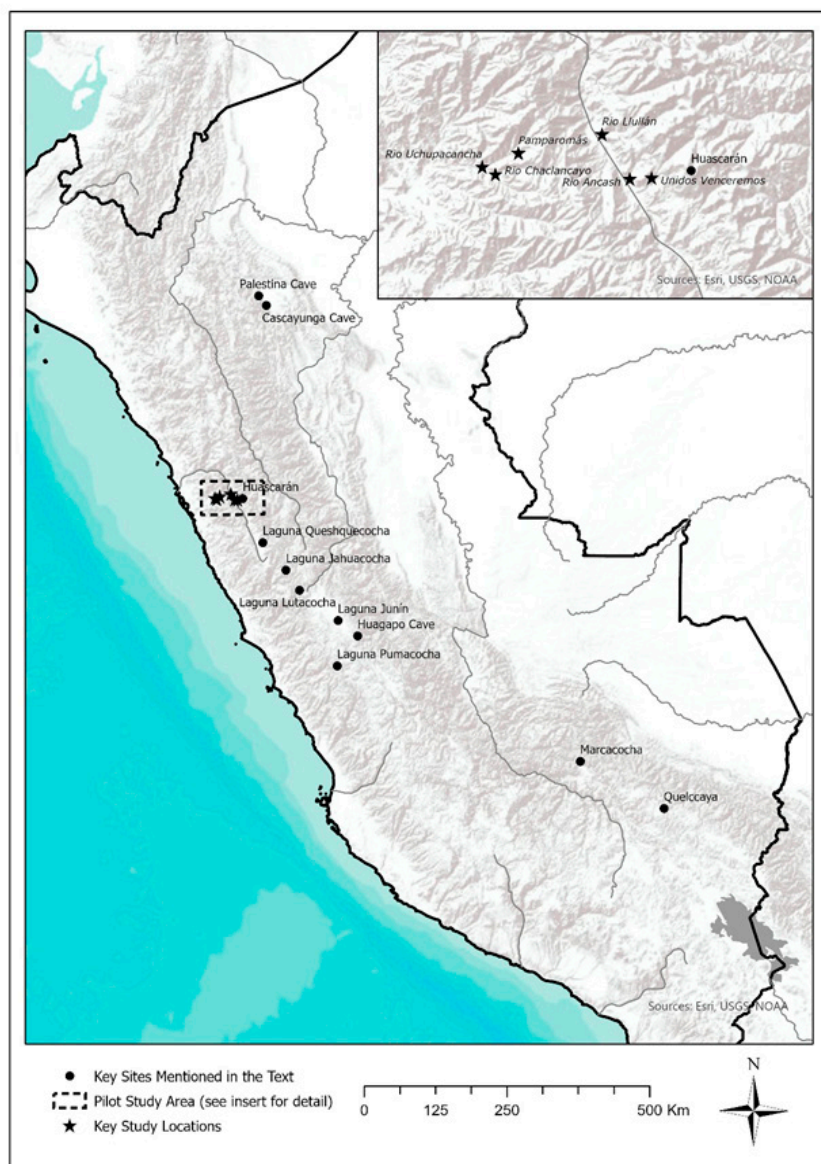 Rio Llullán
Pamparomás
Rio Uchupacancha
Huascarán
Rio Chaclancayo
Rio Ancash
Unidos Venceremos
Sources: Esri, USGS, NOAA
Palestina Cave
Cascayunga Cave
Huascarán
Laguna Queshquecocha
Laguna Jahuacocha
Laguna Lutacocha
Laguna Junín
Huagapo Cave
Laguna Pumacocha
Marcacocha
Quelccaya
Sources: Esri, USGS, NOAA
Key Sites Mentioned in the Text
Pilot Study Area (see insert for detail)
Key Study Locations
0 125 250 500 Km
N